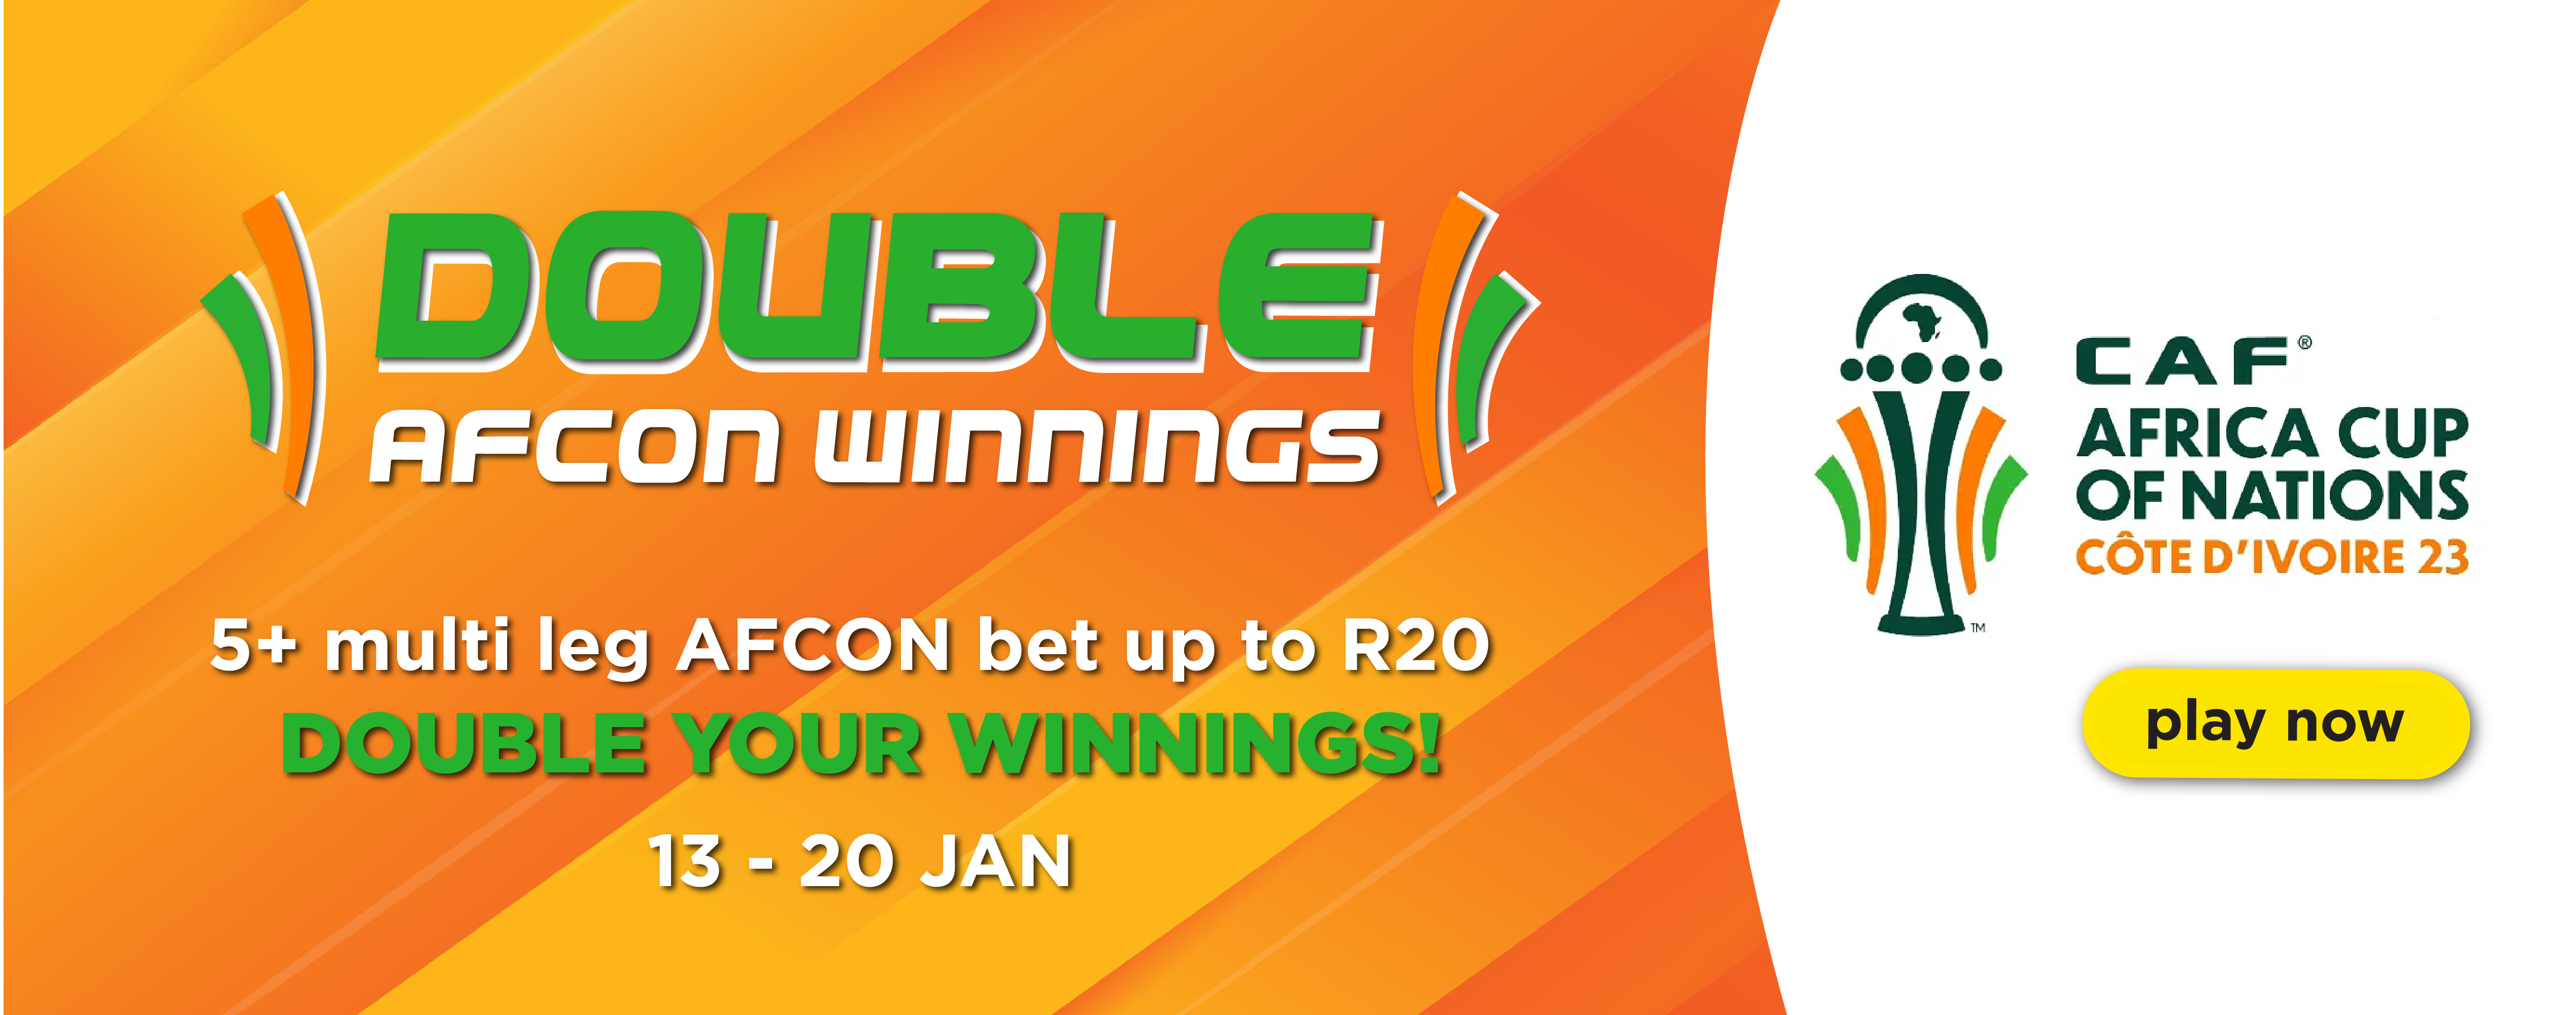 DOUBLE
AFCON WINNINGS
5+ multi leg AFCON bet up to R20
DOUBLE YOUR WINNINGS!
13 - 20 JAN
CAF®
AFRICA CUP
OF NATIONS
CÔTE D'IVOIRE 23
TM
play now